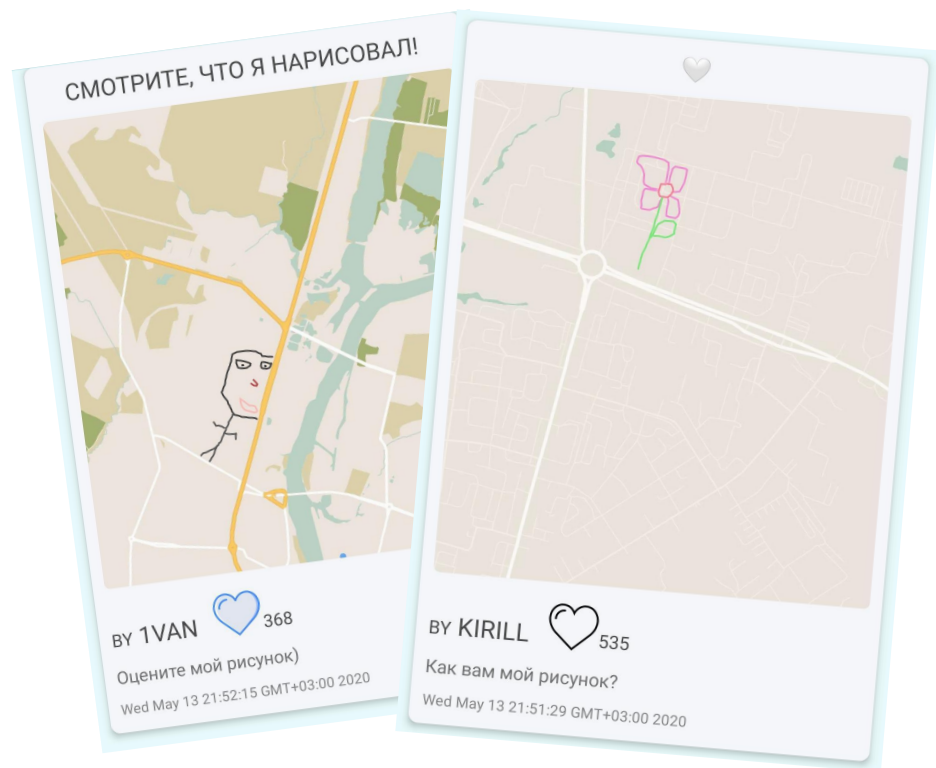 СМОТРИТЕ, ЧТО Я НАРИСОВАЛ!
BY 1VAN 368
Оцените мой рисунок)
Wed May 13 21:52:15 GMT+03:00 2020
BY KIRILL 535
Как вам мой рисунок?
Wed May 13 21:51:29 GMT+03:00 2020